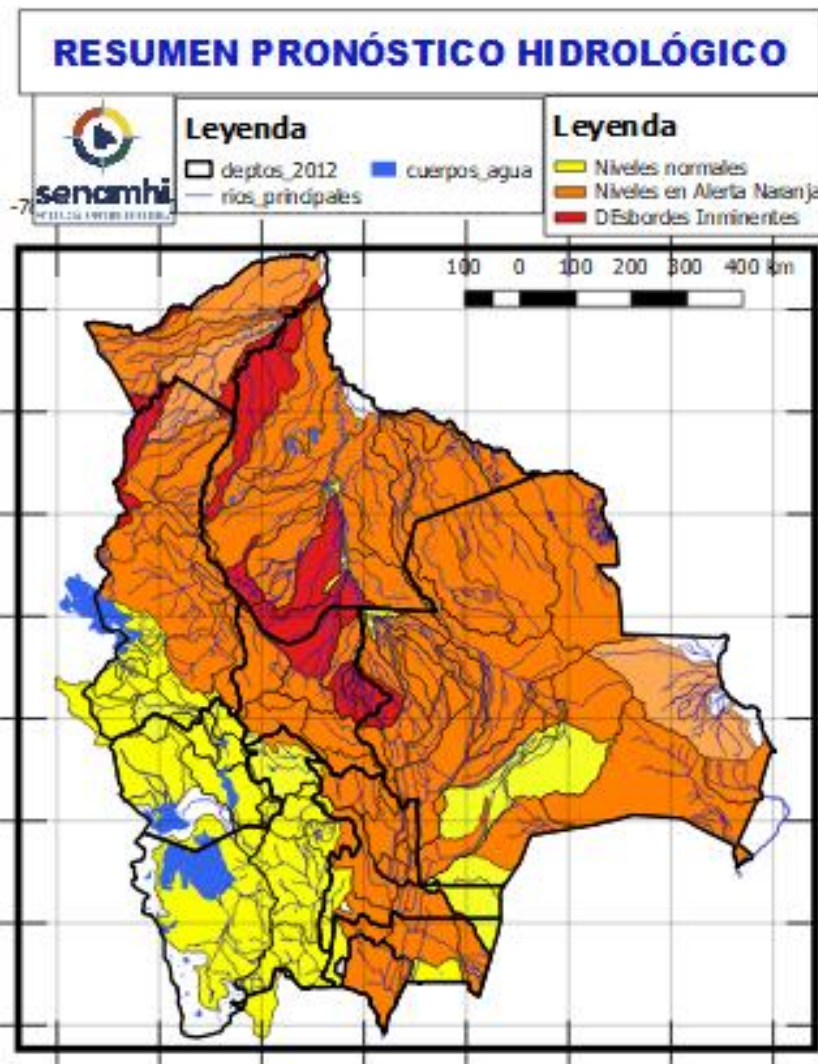 RESUMEN PRONÓSTICO HIDROLÓGICO
senamhi
Leyenda
deptos_2012
cuerpos_agua
rios_principales
Leyenda
Niveles normales
Niveles en Alerta Naranja
DEsbordes Inminentes
100 0 100 200 300 400 km